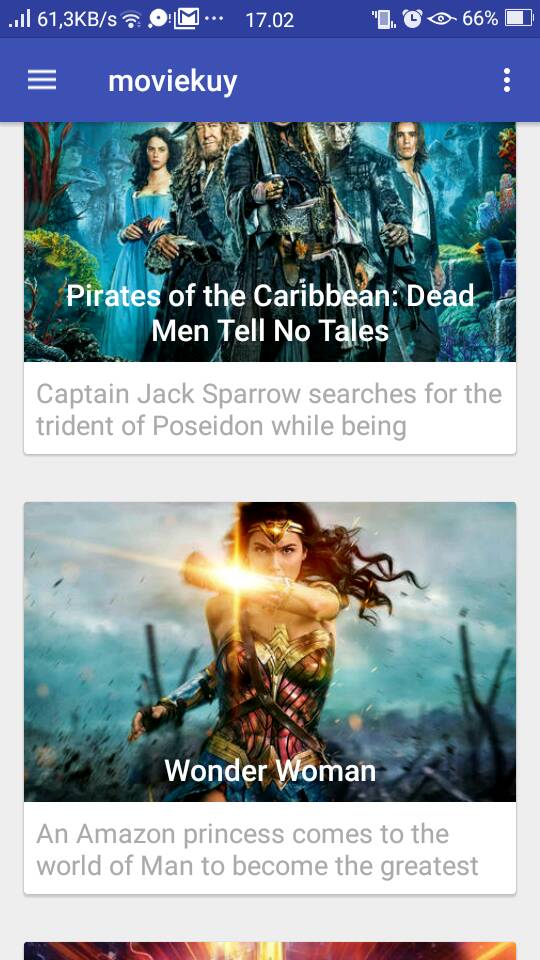 61,3KB/s 17.02 66%
moviekuy
Pirates of the Caribbean: Dead
Men Tell No Tales
Captain Jack Sparrow searches for the
trident of Poseidon while being
Wonder Woman
An Amazon princess comes to the
world of Man to become the greatest